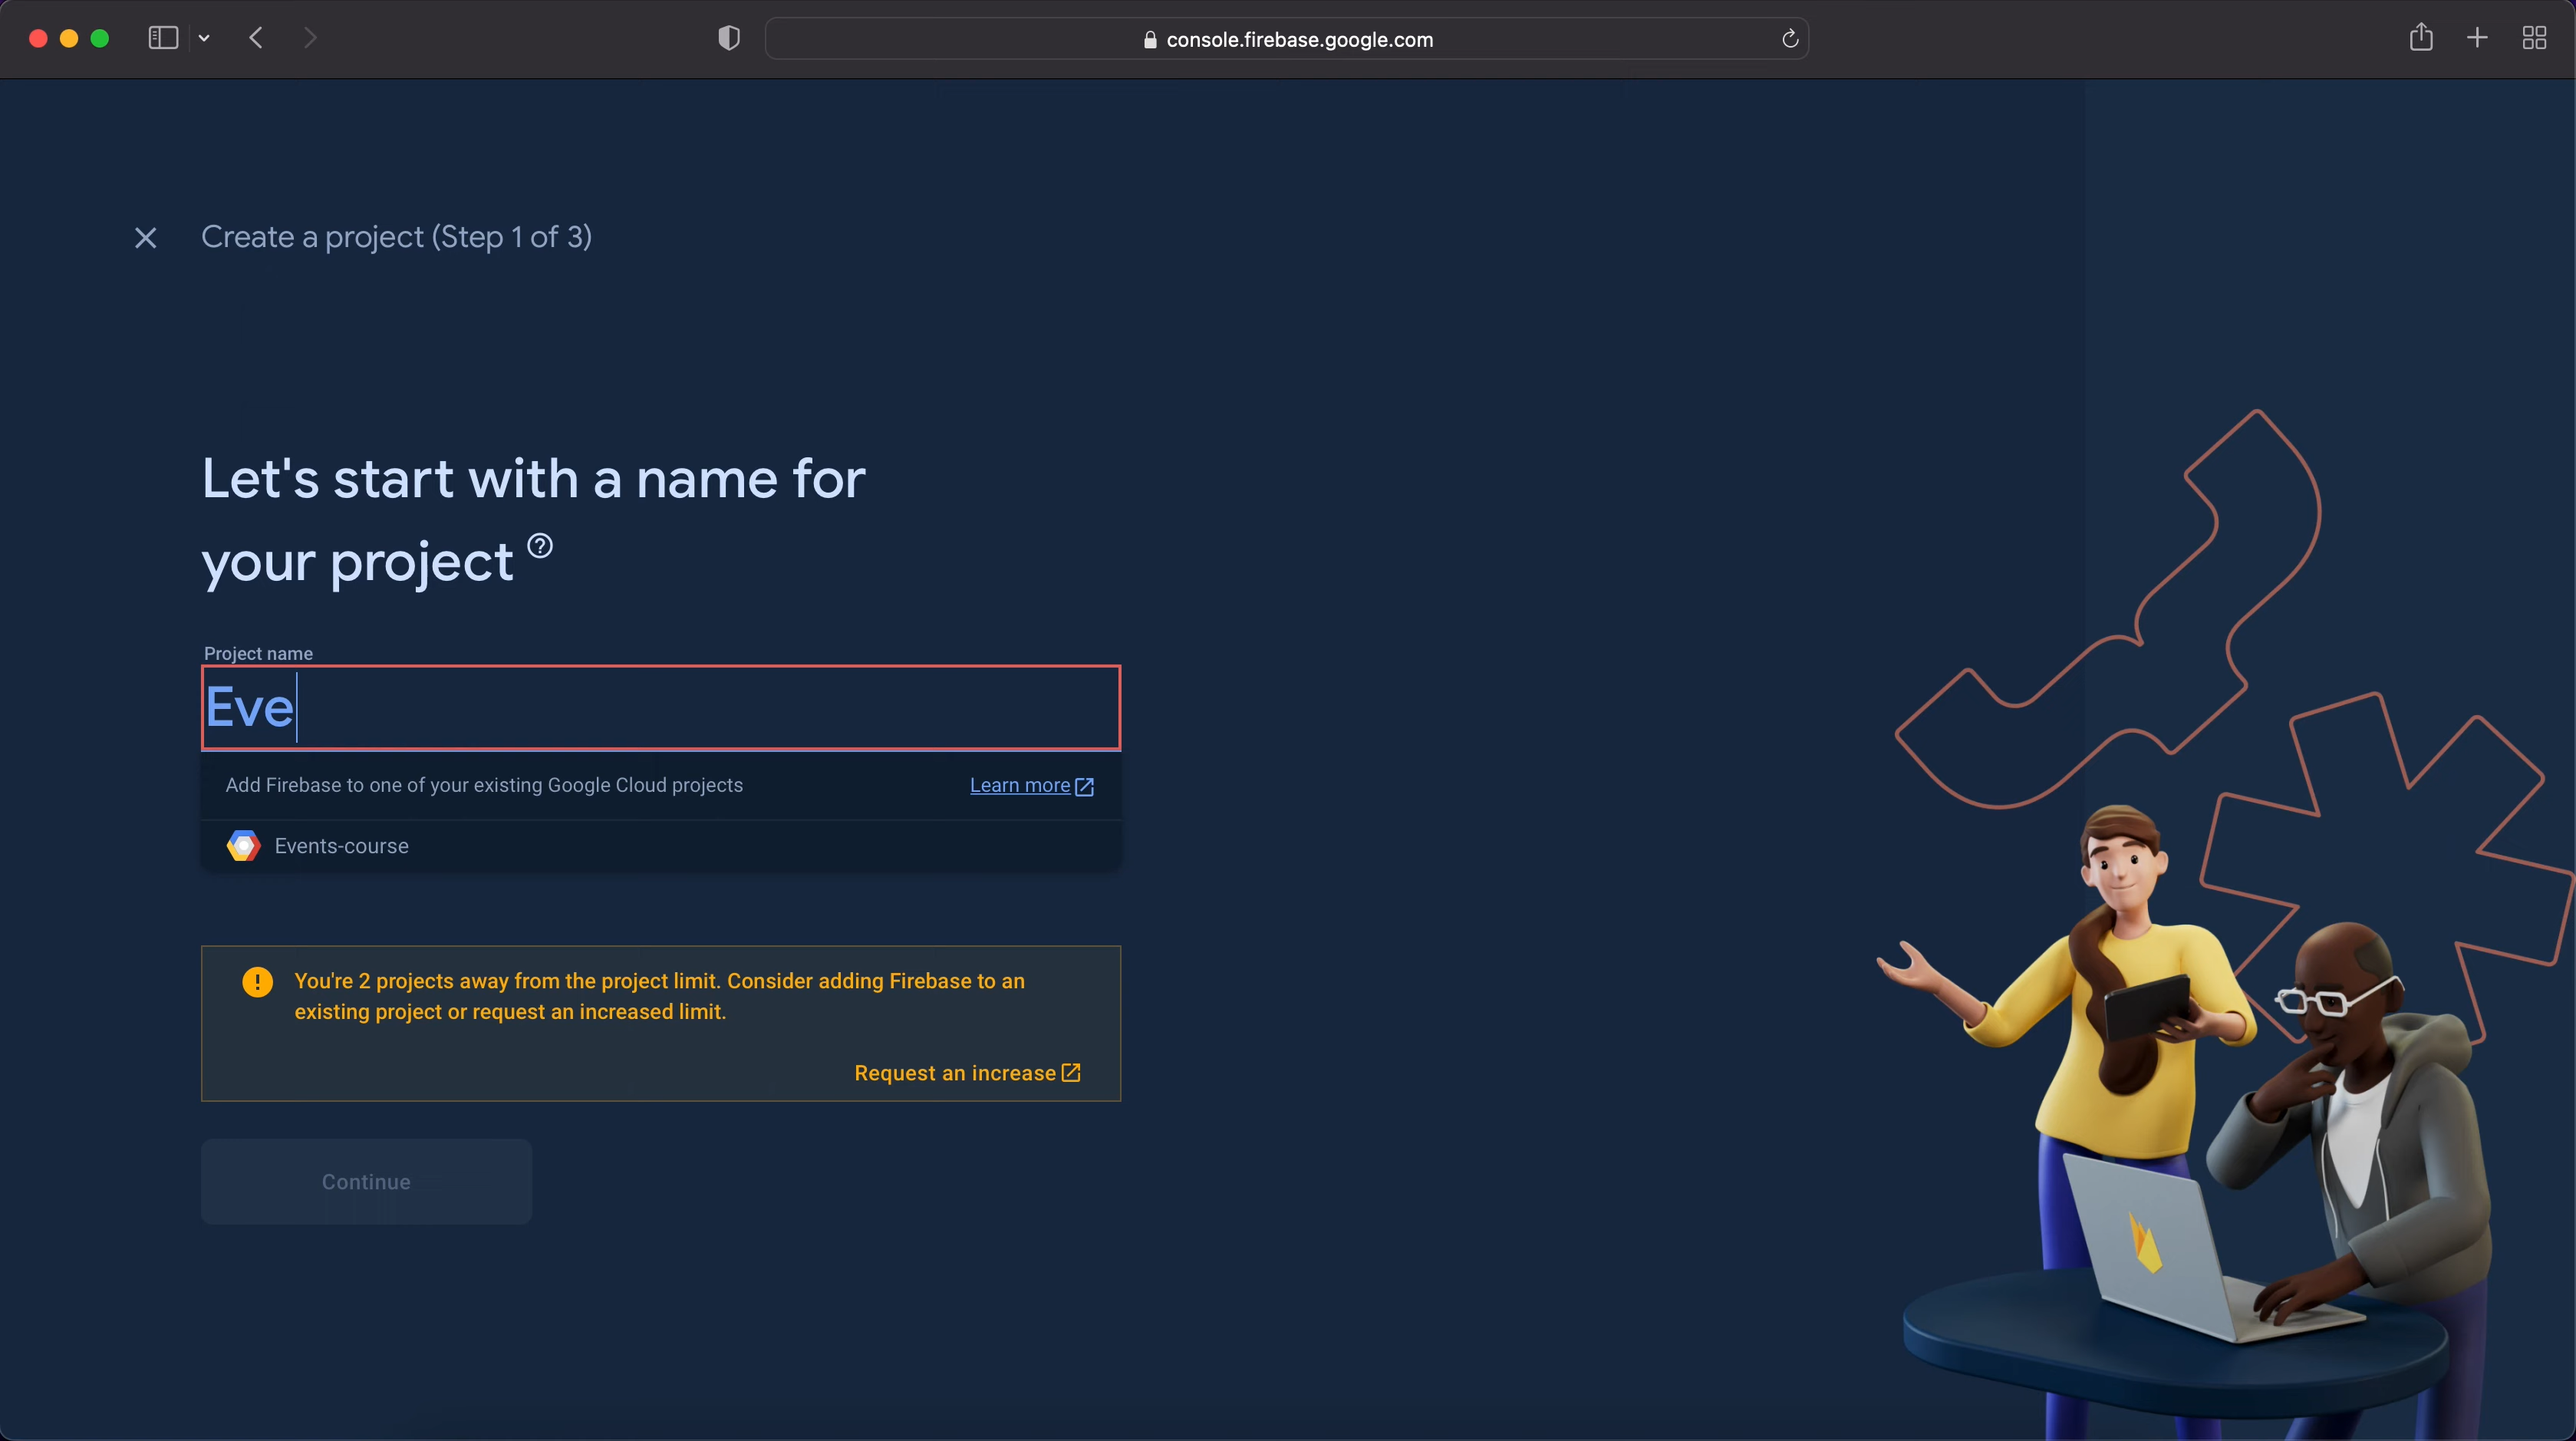 console.firebase.google.com
Create a project (Step 1 of 3)
Let's start with a name for
your project
Project name
Eve
Add Firebase to one of your existing Google Cloud projects
Learn more
Events-course
You're 2 projects away from the project limit. Consider adding Firebase to an
existing project or request an increased limit.
Request an increase
Continue